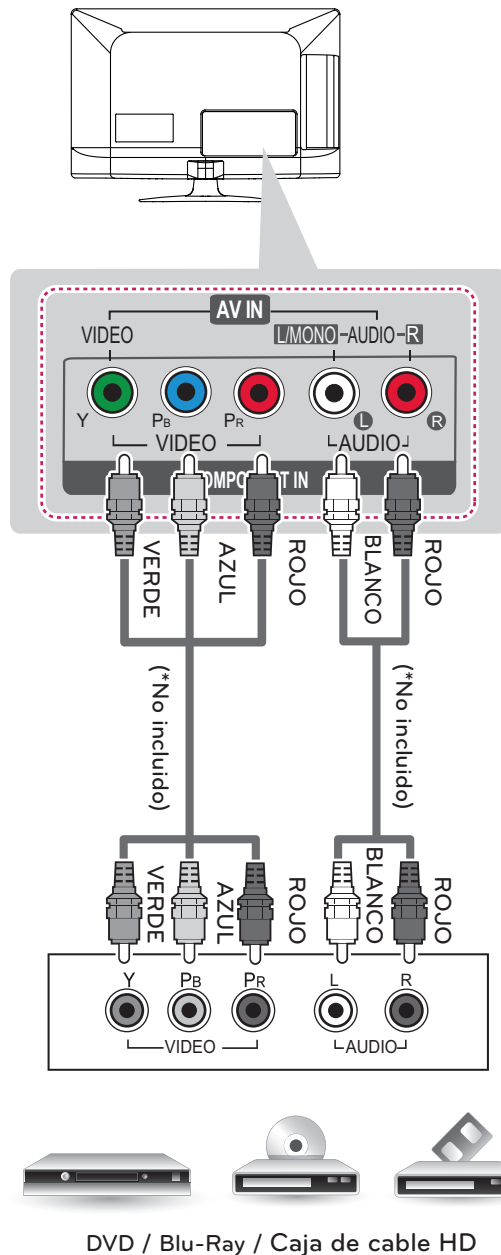 AV IN
VIDEO L/MONO-AUDIO-R
Y PB PR L R
VIDEO AUDIO
COMPONENT IN
VERDE AZUL ROJO BLANCO ROJO
(*No incluido) (*No incluido)
VERDE AZUL ROJO BLANCO ROJO
Y PB PR L R
VIDEO AUDIO
DVD / Blu-Ray / Caja de cable HD